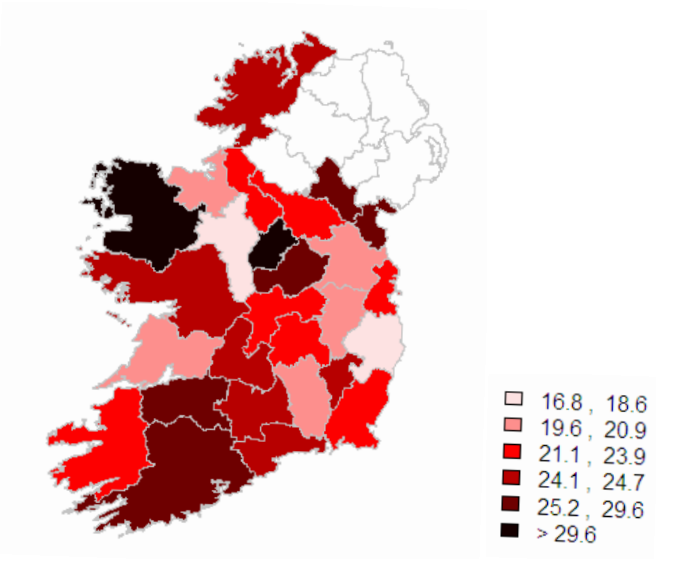 16.8 , 18.6
19.6 , 20.9
21.1 , 23.9
24.1 , 24.7
25.2 , 29.6
> 29.6